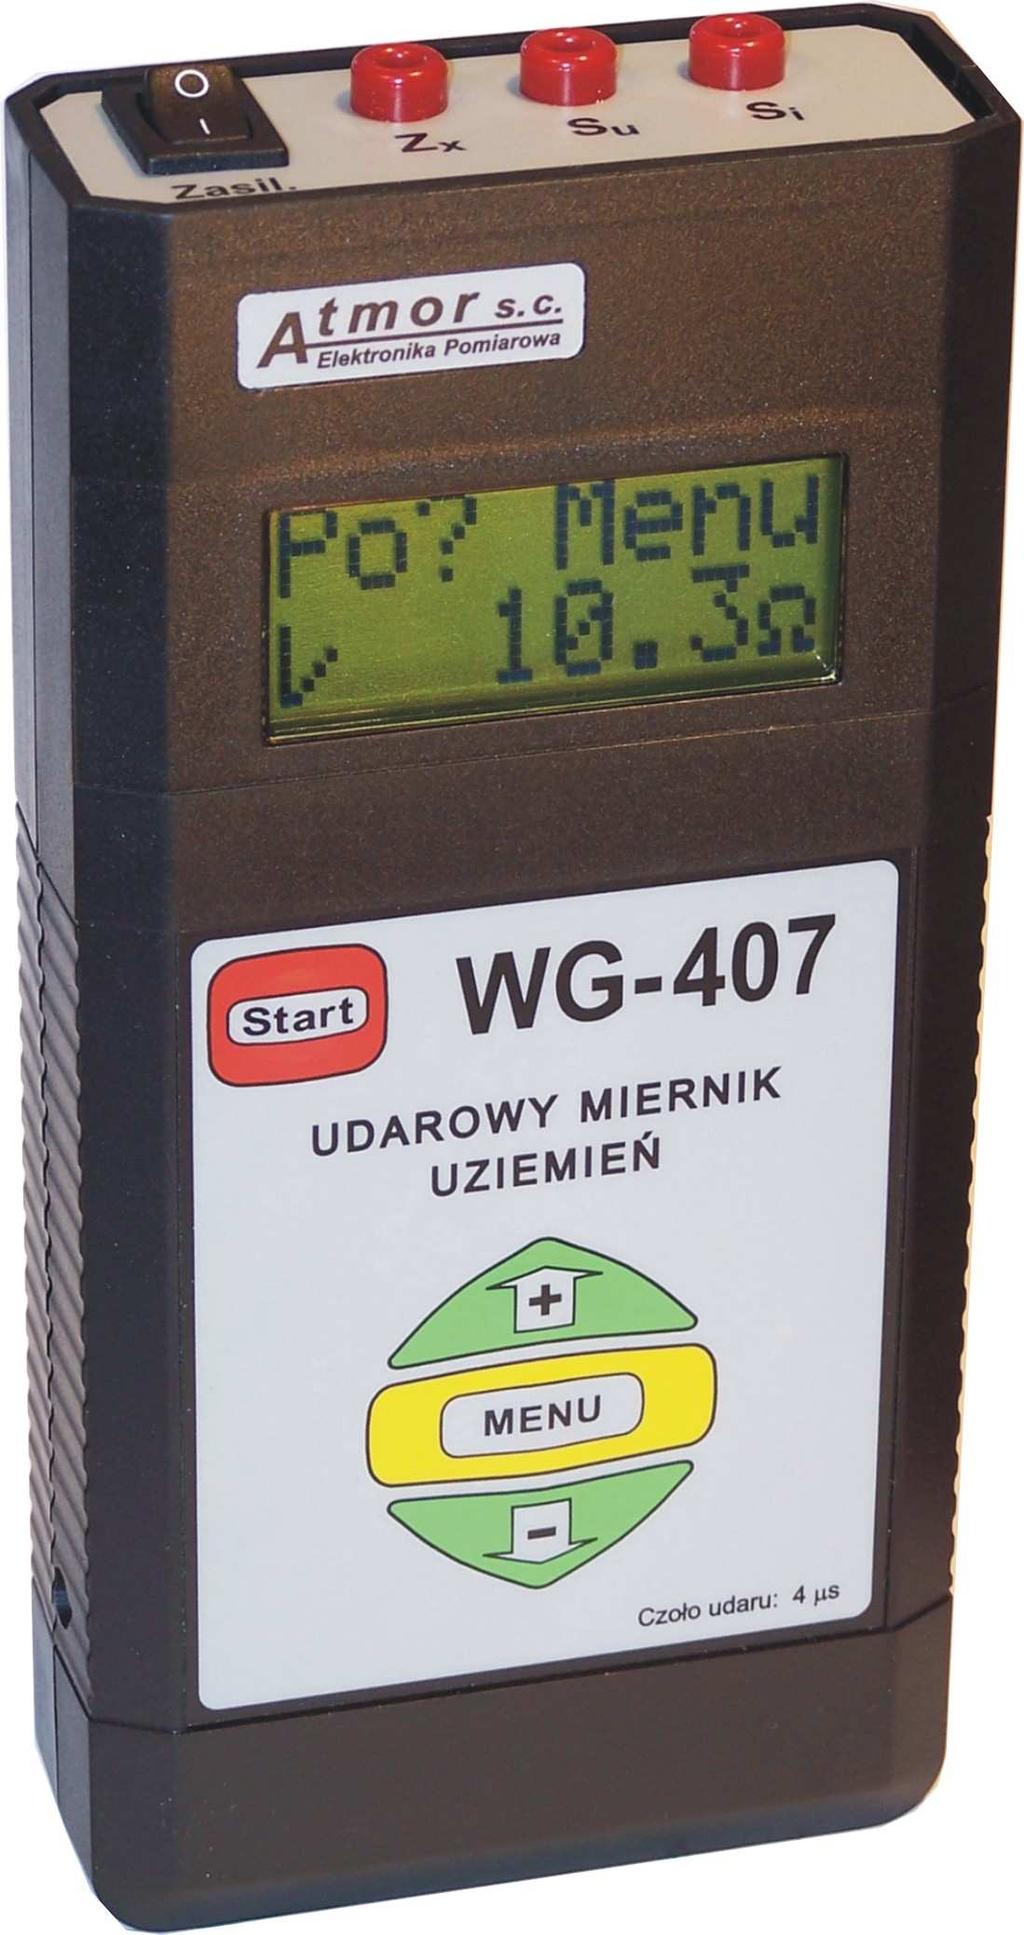 O
I
Zx
Su
Si
Zasil.
Atmor s.c.
Elektronika Pomiarowa
Po? Menu
10.3Ω
Start
WG-407
UDAROWY MIERNIK
UZIEMIEŃ
+
MENU
-
Czoło udaru: 4 µs